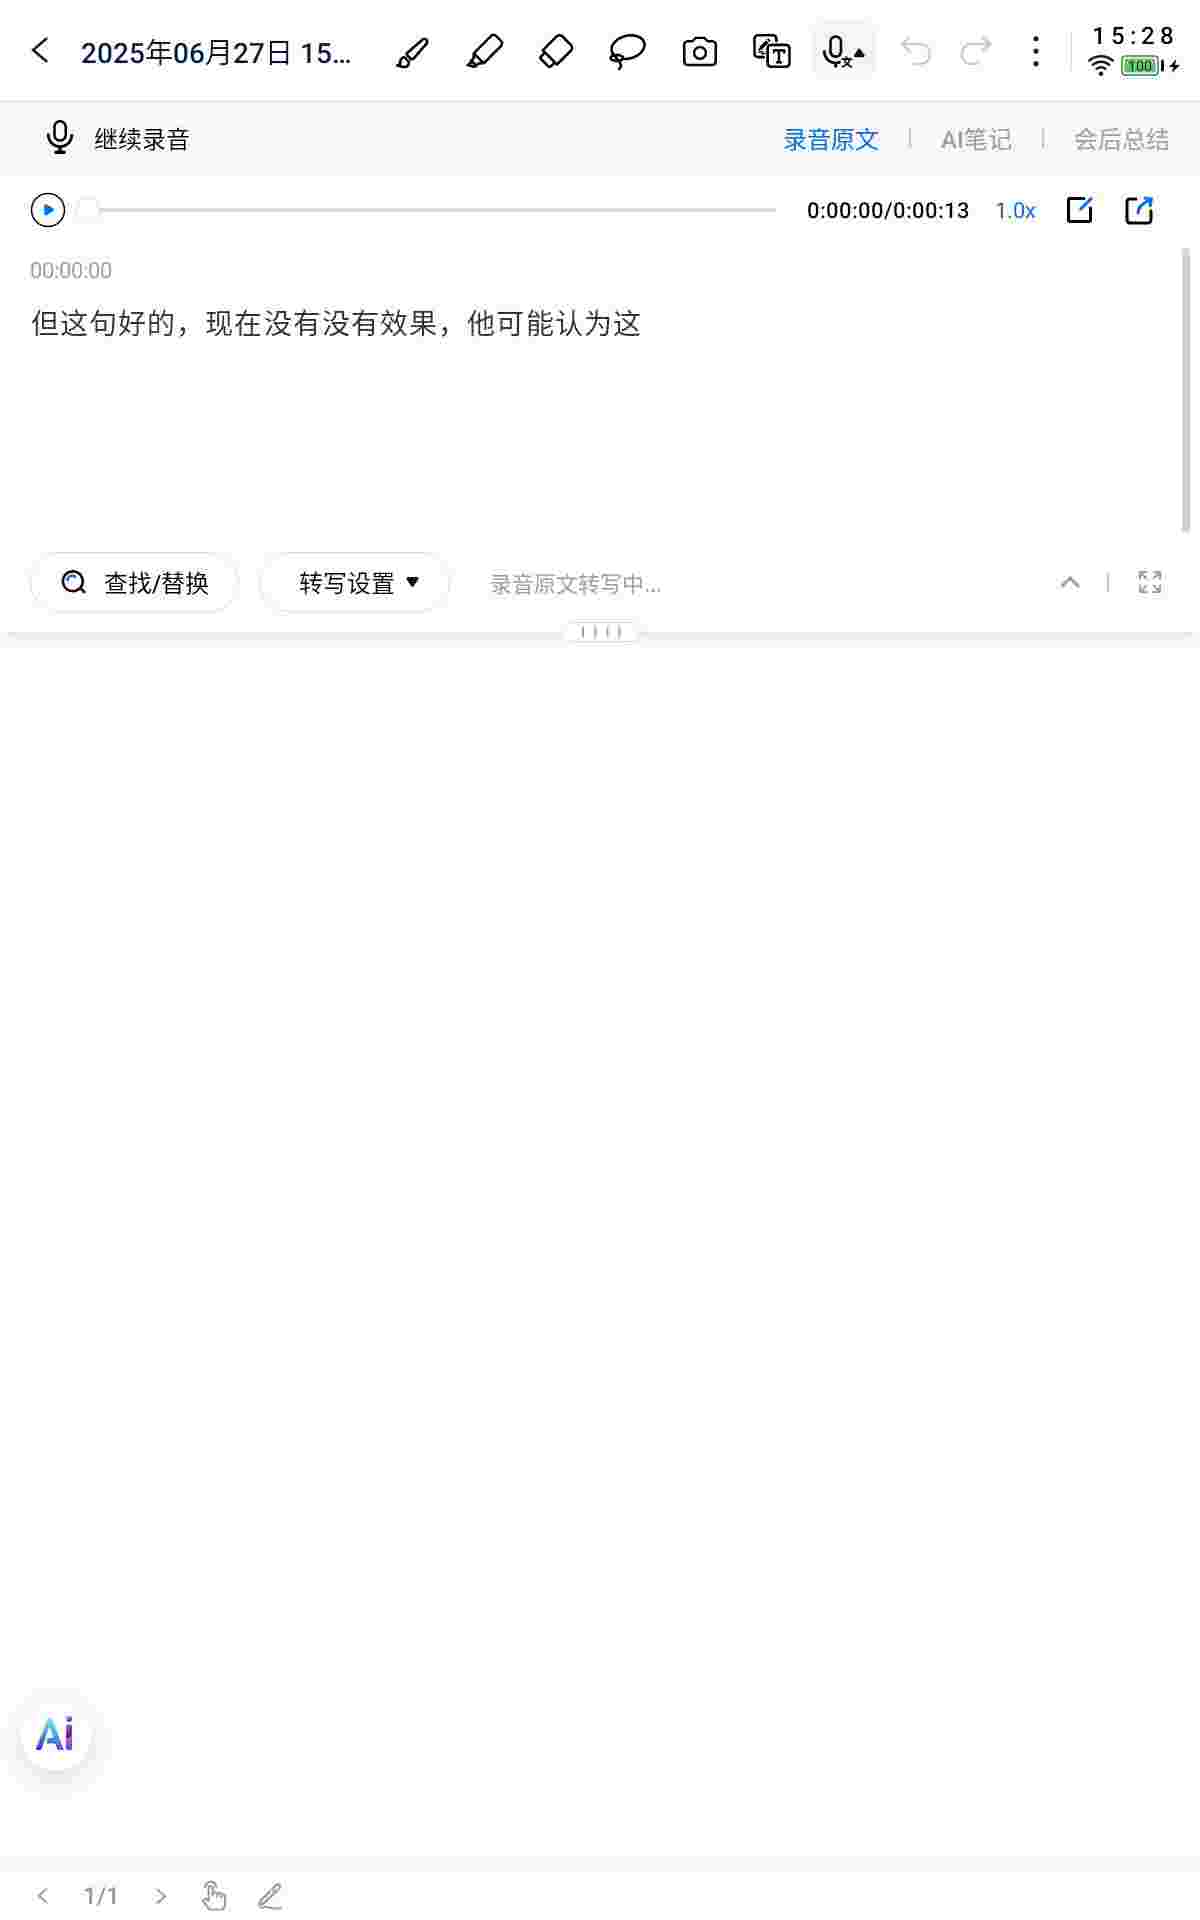 2025年06月27日 15...
15:28
100
继续录音
录音原文
AI笔记
会后总结
0:00:00/0:00:13
1.0x
00:00:00
但这句好的，现在没有没有效果，他可能认为这
查找/替换
转写设置
录音原文转写中...
Ai
1/1